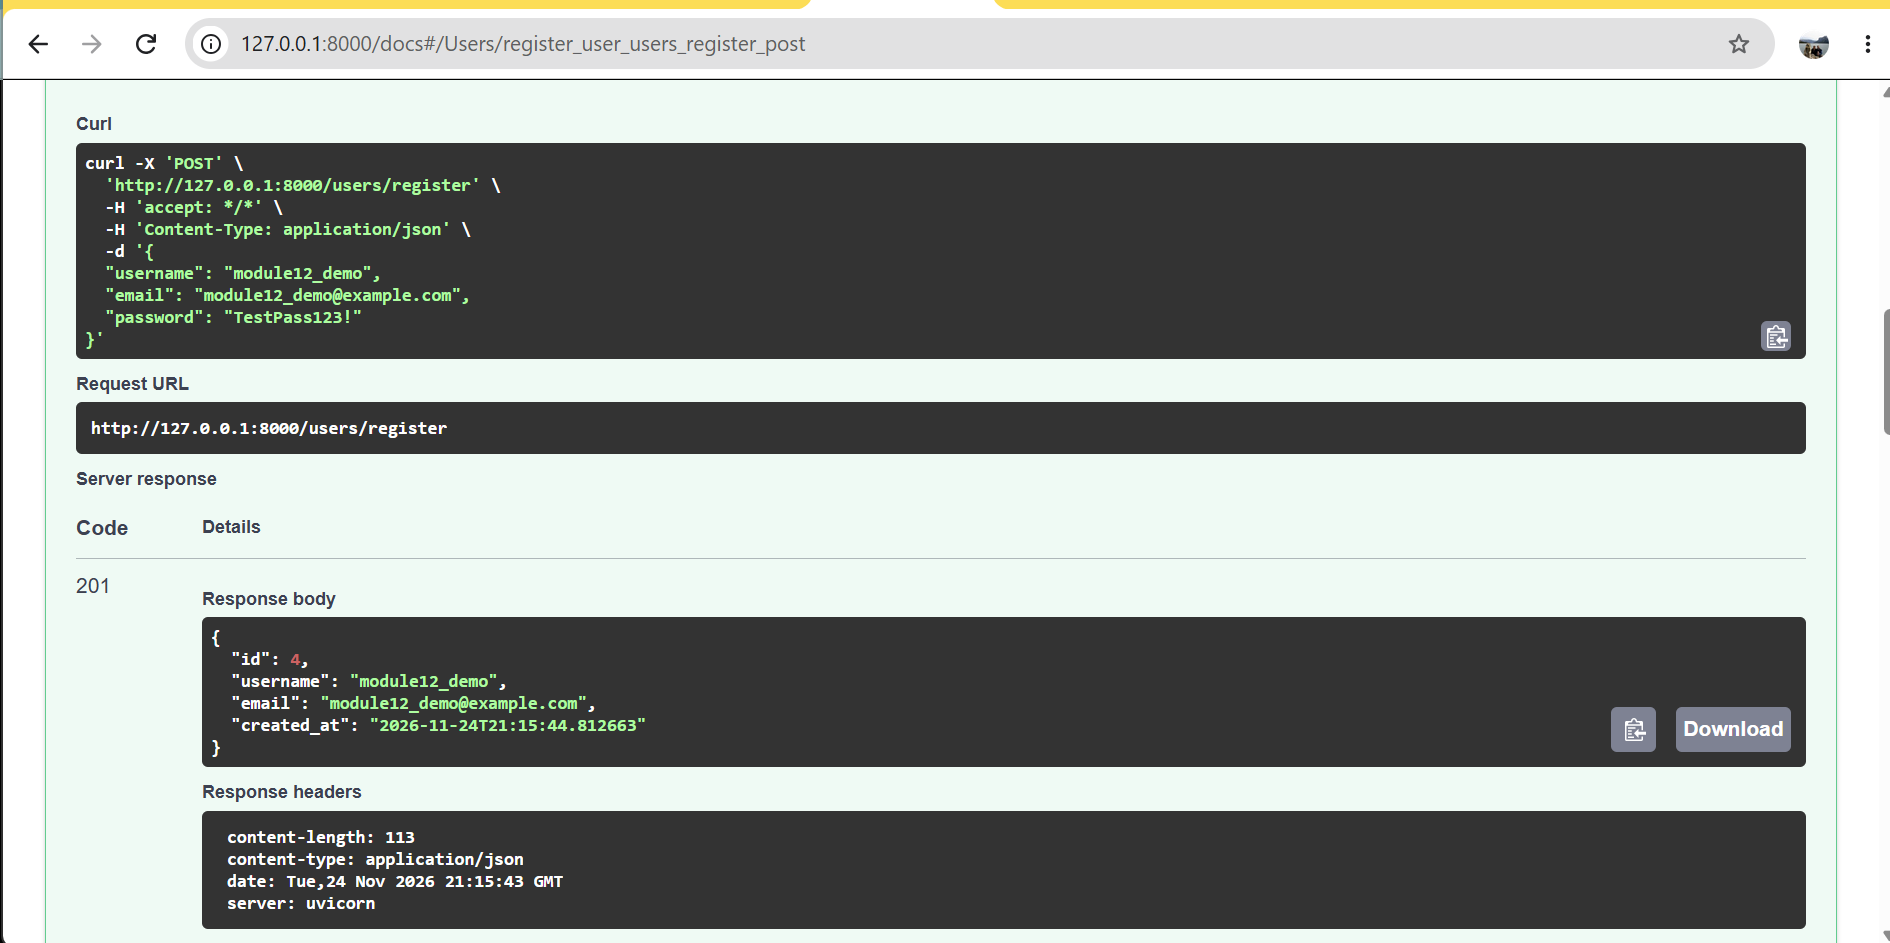 127.0.0.1:8000/docs#/Users/register_user_users_register_post
Curl
curl -X 'POST' \
  'http://127.0.0.1:8000/users/register' \
  -H 'accept: */*' \
  -H 'Content-Type: application/json' \
  -d '{
  "username": "module12_demo",
  "email": "module12_demo@example.com",
  "password": "TestPass123!"
}'
Request URL
http://127.0.0.1:8000/users/register
Server response
Code Details
201
Response body
{
  "id": 4,
  "username": "module12_demo",
  "email": "module12_demo@example.com",
  "created_at": "2026-11-24T21:15:44.812663"
}
Download
Response headers
content-length: 113
content-type: application/json
date: Tue,24 Nov 2026 21:15:43 GMT
server: uvicorn